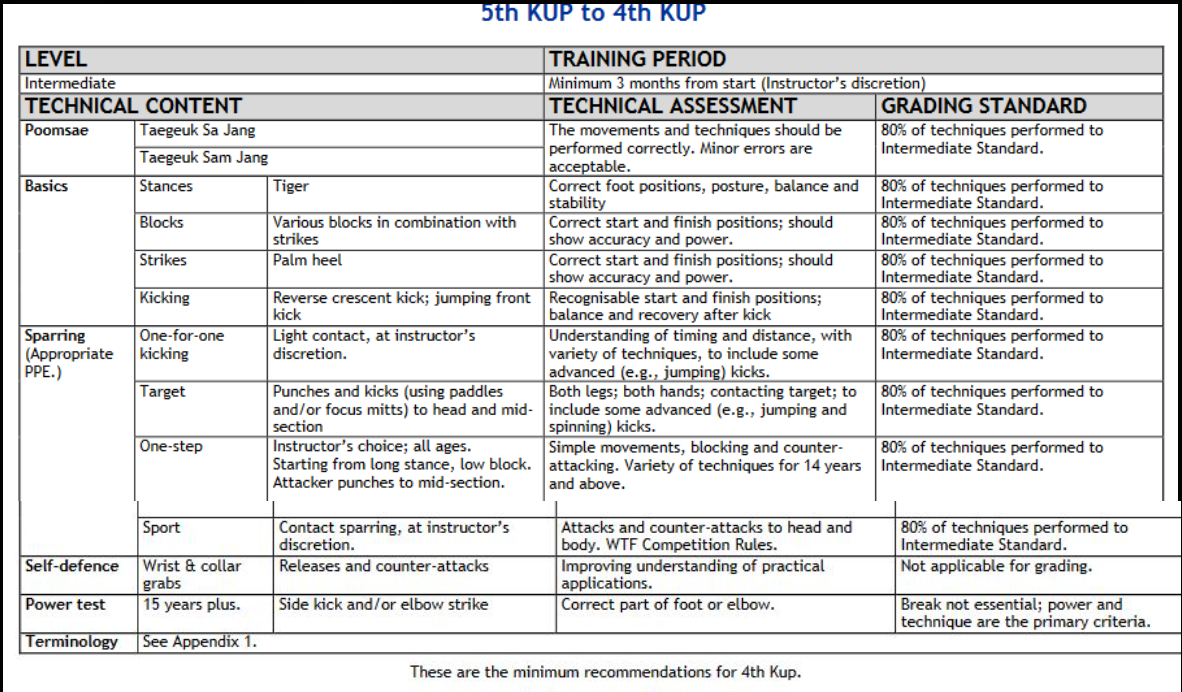 5th KUP to 4th KUP
LEVEL TRAINING PERIOD
Intermediate Minimum 3 months from start (Instructor's discretion)
TECHNICAL CONTENT TECHNICAL ASSESSMENT GRADING STANDARD
Poomsae Taegeuk Sa Jang The movements and techniques should be 80% of techniques performed to
performed correctly. Minor errors are Intermediate Standard.
Taegeuk Sam Jang acceptable.
Basics Stances Tiger Correct foot positions, posture, balance and 80% of techniques performed to
stability Intermediate Standard.
Blocks Various blocks in combination with Correct start and finish positions; should 80% of techniques performed to
strikes show accuracy and power. Intermediate Standard.
Strikes Palm heel Correct start and finish positions; should 80% of techniques performed to
show accuracy and power. Intermediate Standard.
Kicking Reverse crescent kick; jumping front Recognisable start and finish positions; 80% of techniques performed to
kick balance and recovery after kick Intermediate Standard.
Sparring One-for-one Light contact, at instructor's Understanding of timing and distance, with 80% of techniques performed to
(Appropriate kicking discretion. variety of techniques, to include some Intermediate Standard.
PPE.) advanced (e.g., jumping) kicks.
Target Punches and kicks (using paddles Both legs; both hands; contacting target; to 80% of techniques performed to
and/or focus mitts) to head and mid- include some advanced (e.g., jumping and Intermediate Standard.
section spinning) kicks.
One-step Instructor's choice; all ages. Simple movements, blocking and counter- 80% of techniques performed to
Starting from long stance, low block. attacking. Variety of techniques for 14 years Intermediate Standard.
Attacker punches to mid-section. and above.
Sport Contact sparring, at instructor's Attacks and counter-attacks to head and 80% of techniques performed to
discretion. body. WTF Competition Rules. Intermediate Standard.
Self-defence Wrist & collar Releases and counter-attacks Improving understanding of practical Not applicable for grading.
grabs applications.
Power test 15 years plus. Side kick and/or elbow strike Correct part of foot or elbow. Break not essential; power and
technique are the primary criteria.
Terminology See Appendix 1.
These are the minimum recommendations for 4th Kup.